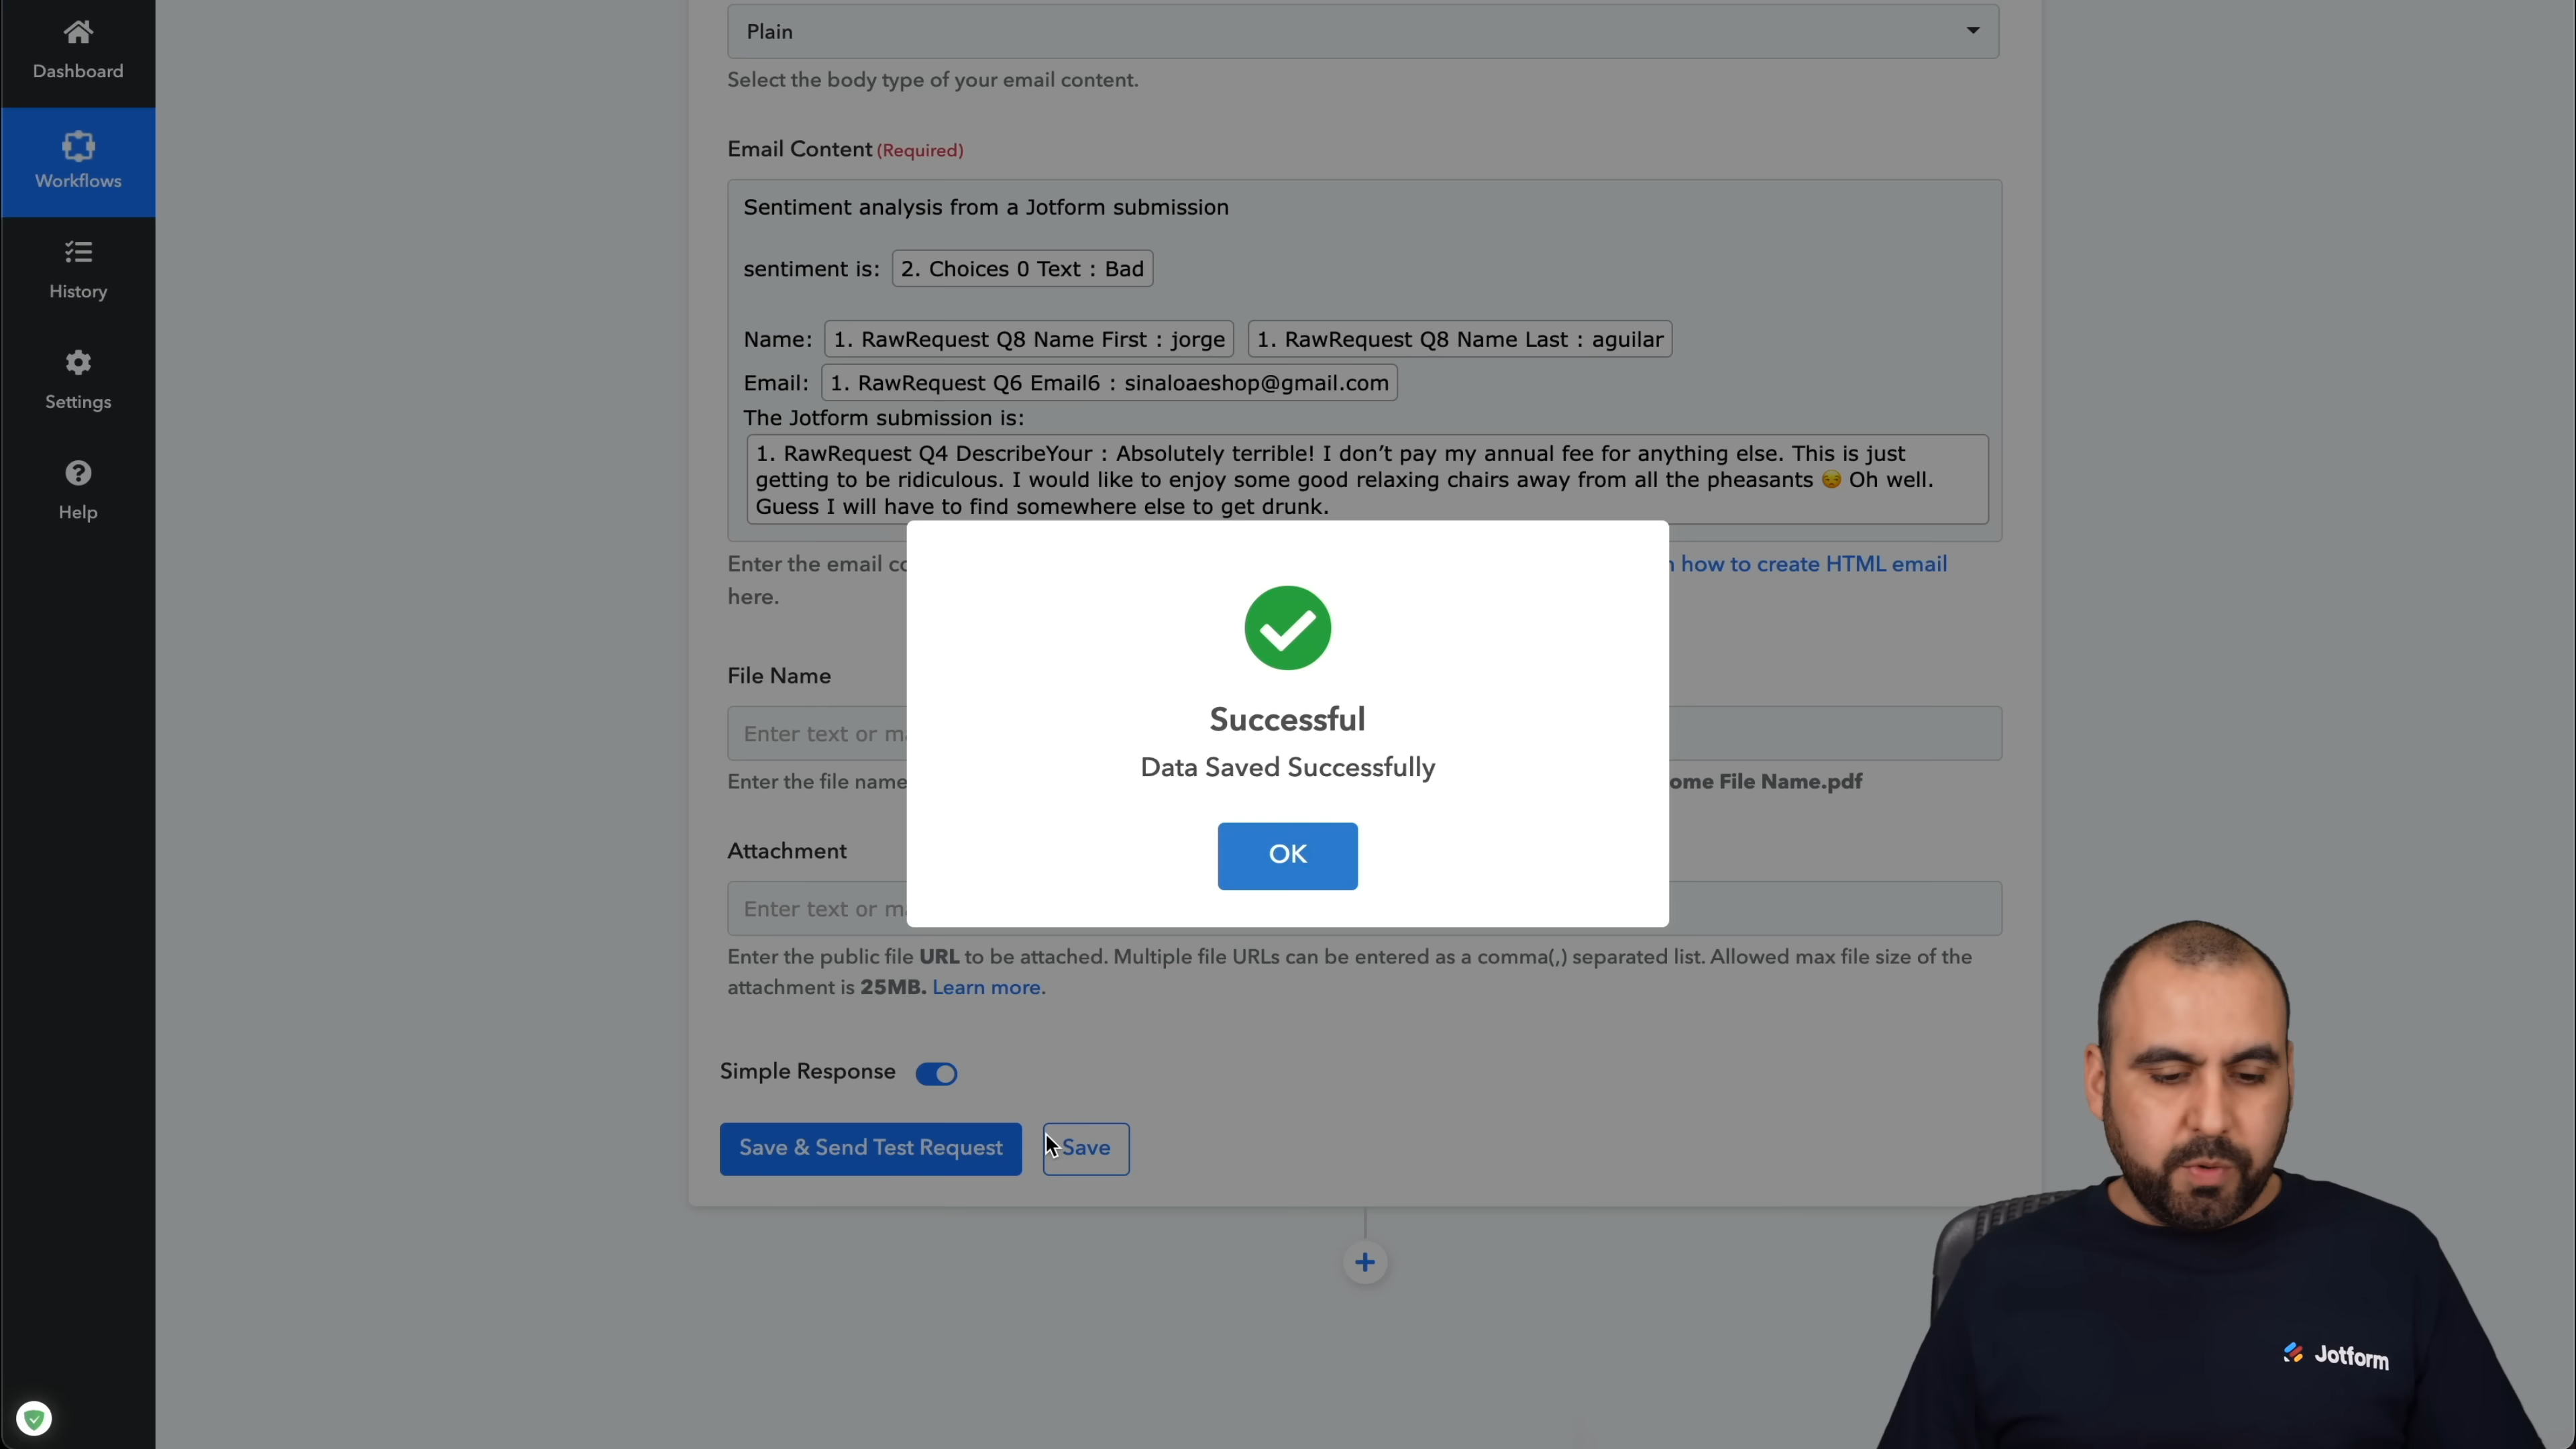 Dashboard
Workflows
History
Settings
Help
Plain
Select the body type of your email content.
Email Content (Required)
Sentiment analysis from a Jotform submission
sentiment is: 2. Choices 0 Text : Bad
Name: 1. RawRequest Q8 Name First : jorge 1. RawRequest Q8 Name Last : aguilar
Email: 1. RawRequest Q6 Email6 : sinaloaeshop@gmail.com
The Jotform submission is:
1. RawRequest Q4 DescribeYour : Absolutely terrible! I don’t pay my annual fee for anything else. This is just
getting to be ridiculous. I would like to enjoy some good relaxing chairs away from all the pheasants 😔 Oh well.
Guess I will have to find somewhere else to get drunk.
Enter the email how to create HTML email
here.
File Name
Enter text or
Enter the file name File Name.pdf
Successful
Data Saved Successfully
OK
Attachment
Enter text or
Enter the public file URL to be attached. Multiple file URLs can be entered as a comma(,) separated list. Allowed max file size of the
attachment is 25MB. Learn more.
Simple Response
Save & Send Test Request
Save
Jotform